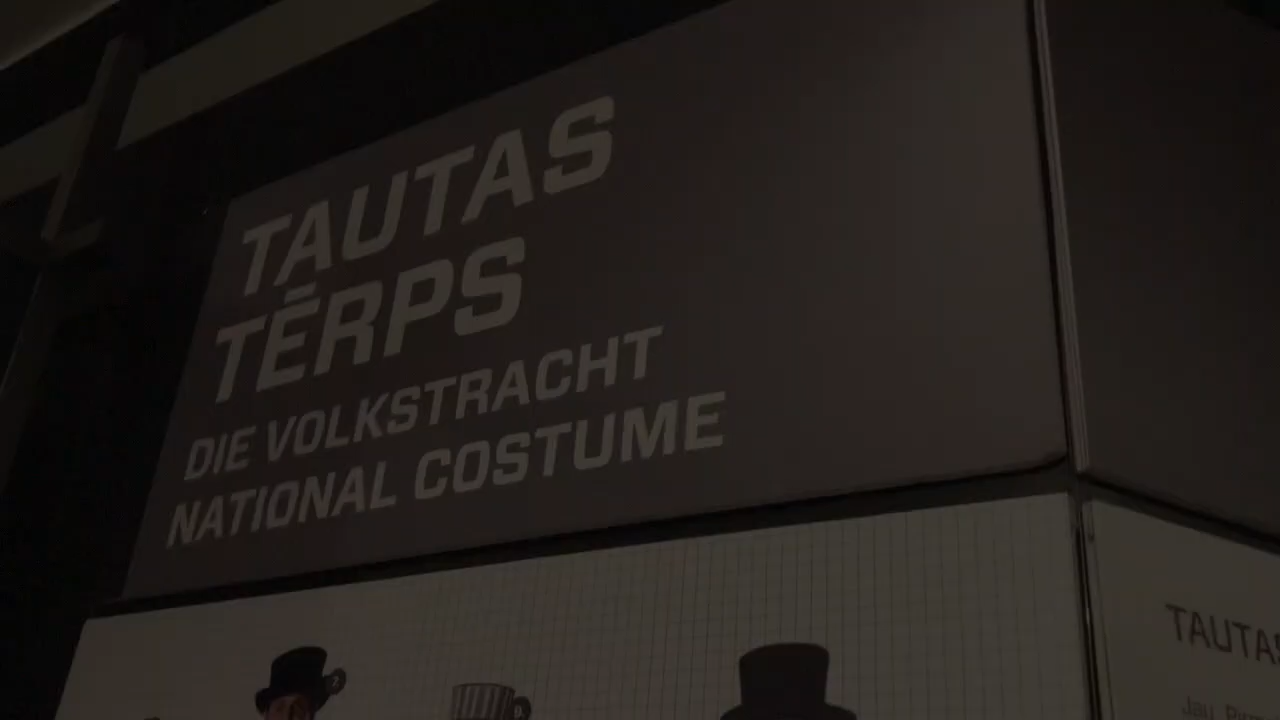 TAUTAS
TĒRPS
DIE VOLKSTRACHT
NATIONAL COSTUME
TAUTAS